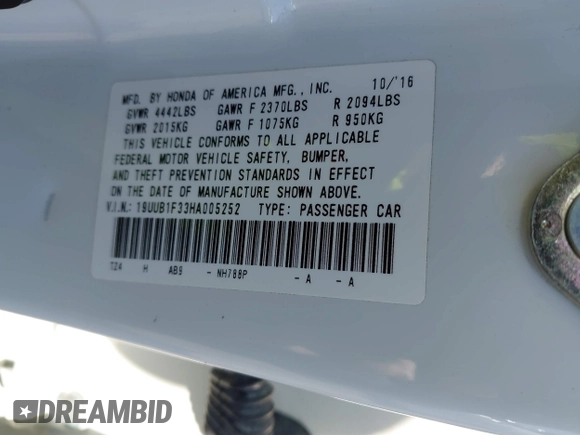 MFD. BY HONDA OF AMERICA MFG., INC. 10/'16
GVWR 4442LBS GAWR F 2370LBS R 2094LBS
GVWR 2015KG GAWR F 1075KG R 950KG
THIS VEHICLE CONFORMS TO ALL APPLICABLE
FEDERAL MOTOR VEHICLE SAFETY, BUMPER,
AND THEFT PREVENTION STANDARDS IN EFFECT
ON THE DATE OF MANUFACTURE SHOWN ABOVE.
V.I.N.: 19UUB1F33HA005252 TYPE: PASSENGER CAR
TZ4 H AB9 - NH788P - A - A
DREAMBID